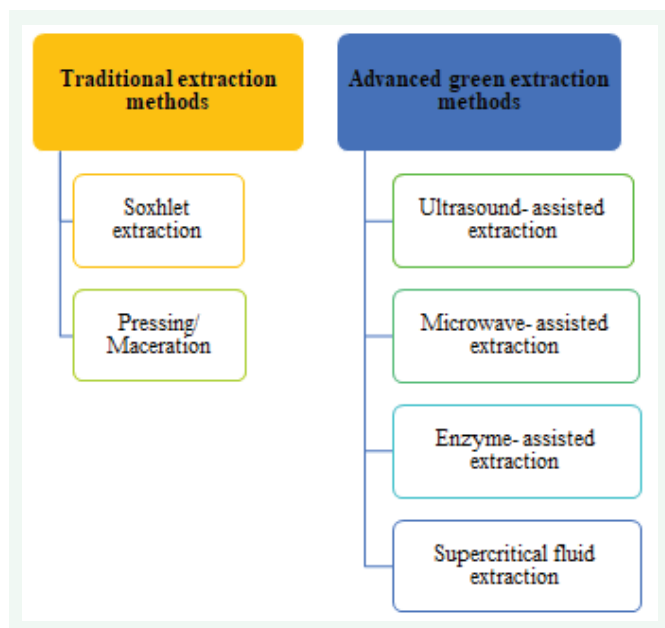 Traditional extraction
methods
Soxhlet
extraction
Pressing/
Maceration
Advanced green extraction
methods
Ultrasound- assisted
extraction
Microwave- assisted
extraction
Enzyme- assisted
extraction
Supercritical fluid
extraction